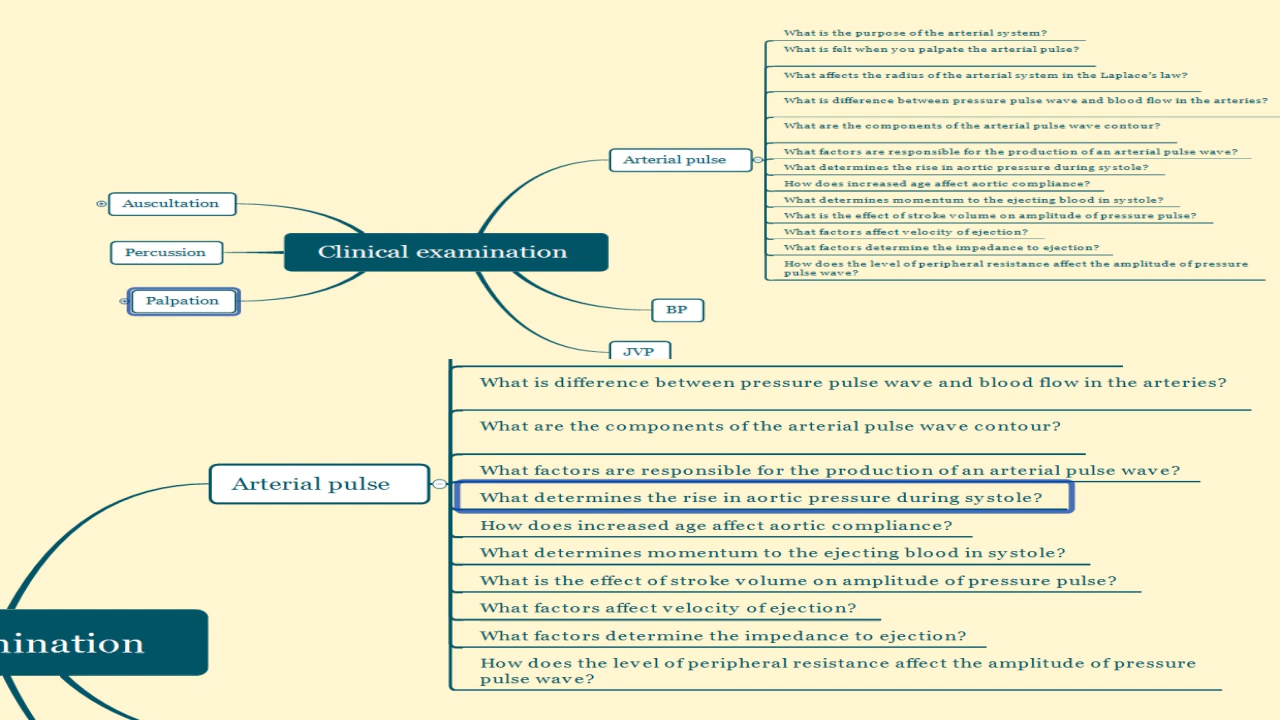 What is the purpose of the arterial system?
What is felt when you palpate the arterial pulse?
What affects the radius of the arterial system in the Laplace's law?
What is difference between pressure pulse wave and blood flow in the arteries?
What are the components of the arterial pulse wave contour?
What factors are responsible for the production of an arterial pulse wave?
Arterial pulse
What determines the rise in aortic pressure during systole?
How does increased age affect aortic compliance?
What determines momentum to the ejecting blood in systole?
What is the effect of stroke volume on amplitude of pressure pulse?
What factors affect velocity of ejection?
What factors determine the impedance to ejection?
How does the level of peripheral resistance affect the amplitude of pressure
pulse wave?
Auscultation
Percussion
Clinical examination
Palpation
BP
JVP
What is difference between pressure pulse wave and blood flow in the arteries?
What are the components of the arterial pulse wave contour?
What factors are responsible for the production of an arterial pulse wave?
Arterial pulse
What determines the rise in aortic pressure during systole?
How does increased age affect aortic compliance?
What determines momentum to the ejecting blood in systole?
What is the effect of stroke volume on amplitude of pressure pulse?
What factors affect velocity of ejection?
What factors determine the impedance to ejection?
How does the level of peripheral resistance affect the amplitude of pressure
pulse wave?
mination